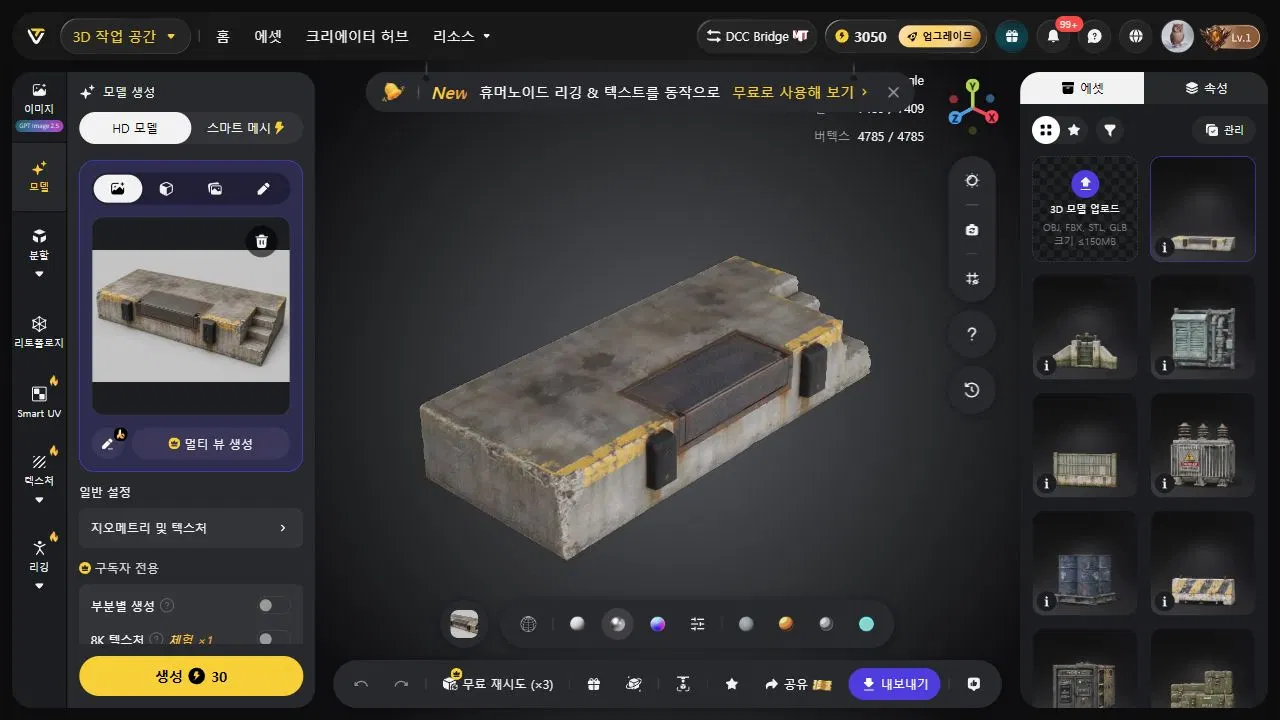 3D 작업 공간
홈
에셋
크리에이터 허브
리소스
DCC Bridge
3050
업그레이드
99+
Lv.1
이미지
GPT Image 2.5
모델
분할
리토폴로지
Smart UV
텍스처
리깅
모델 생성
HD 모델
스마트 메시
멀티 뷰 생성
일반 설정
지오메트리 및 텍스처
구독자 전용
부분별 생성
8K 텍스처
체험 ×1
생성
30
New 휴머노이드 리깅 & 텍스트를 동작으로 무료로 사용해 보기
버텍스 4785 / 4785
Y
Z
X
무료 재시도 (×3)
공유
내보내기
에셋
속성
관리
3D 모델 업로드
OBJ, FBX, STL, GLB
크기 ≤150MB